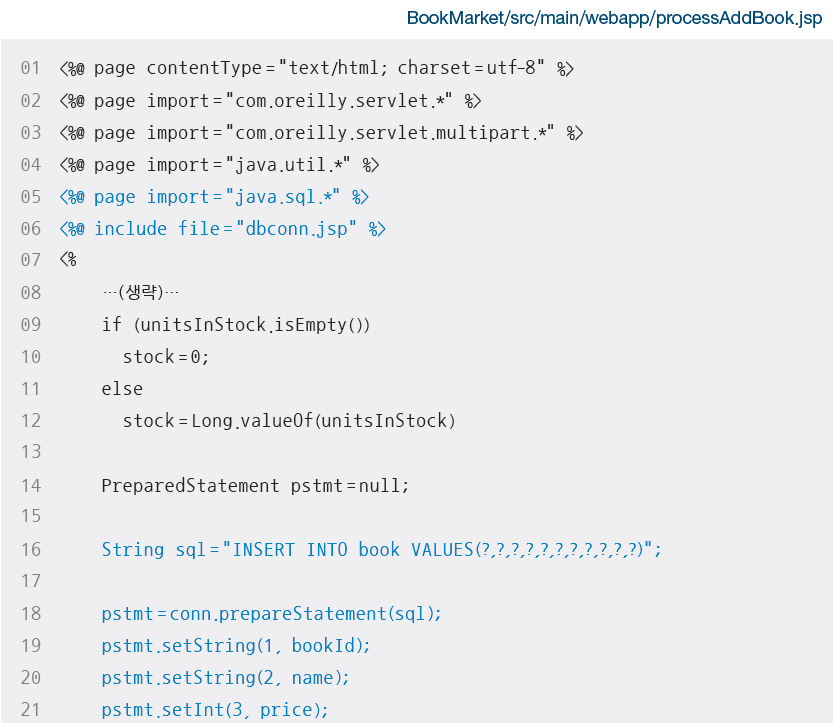 BookMarket/src/main/webapp/processAddBook.jsp
01 <%@ page contentType="text/html; charset=utf-8" %>
02 <%@ page import="com.oreilly.servlet.*" %>
03 <%@ page import="com.oreilly.servlet.multipart.*" %>
04 <%@ page import="java.util.*" %>
05 <%@ page import="java.sql.*" %>
06 <%@ include file="dbconn.jsp" %>
07 <%
08 …(생략)…
09 if (unitsInStock.isEmpty())
10 stock=0;
11 else
12 stock=Long.valueOf(unitsInStock)
13
14 PreparedStatement pstmt=null;
15
16 String sql="INSERT INTO book VALUES(?,?,?,?,?,?,?,?,?,?,?)";
17
18 pstmt=conn.prepareStatement(sql);
19 pstmt.setString(1, bookId);
20 pstmt.setString(2, name);
21 pstmt.setInt(3, price);